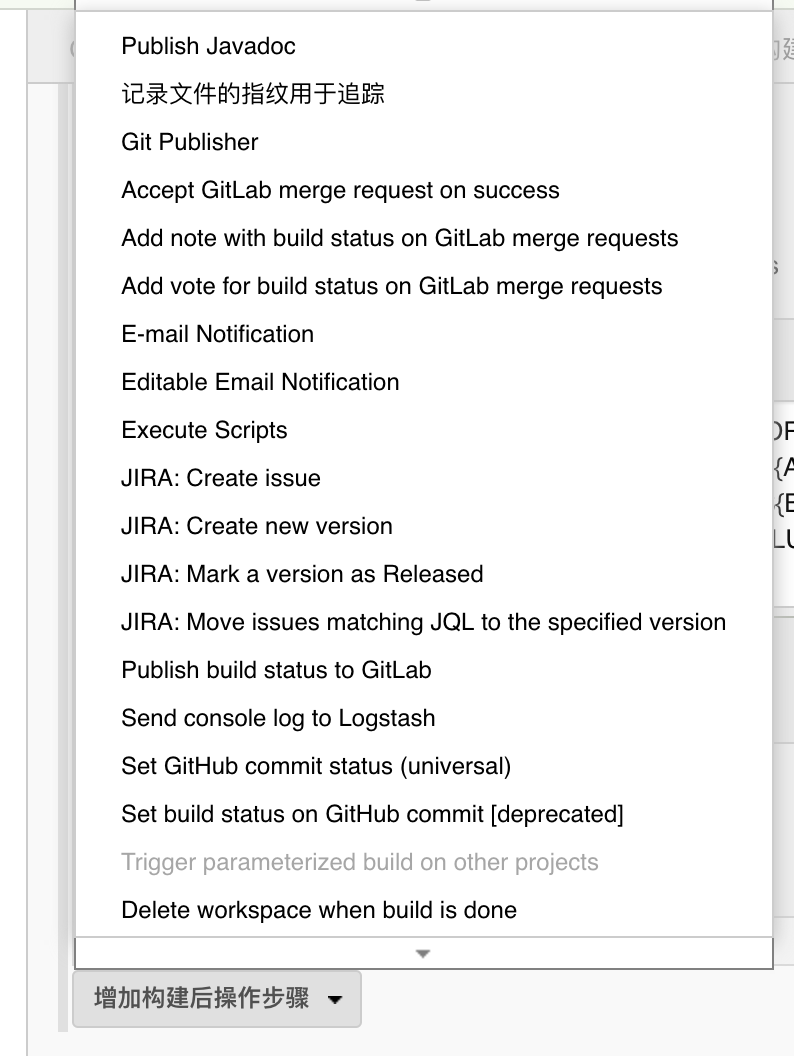 Publish Javadoc
记录文件的指纹用于追踪
Git Publisher
Accept GitLab merge request on success
Add note with build status on GitLab merge requests
Add vote for build status on GitLab merge requests
E-mail Notification
Editable Email Notification
Execute Scripts
JIRA: Create issue
JIRA: Create new version
JIRA: Mark a version as Released
JIRA: Move issues matching JQL to the specified version
Publish build status to GitLab
Send console log to Logstash
Set GitHub commit status (universal)
Set build status on GitHub commit [deprecated]
Trigger parameterized build on other projects
Delete workspace when build is done
增加构建后操作步骤